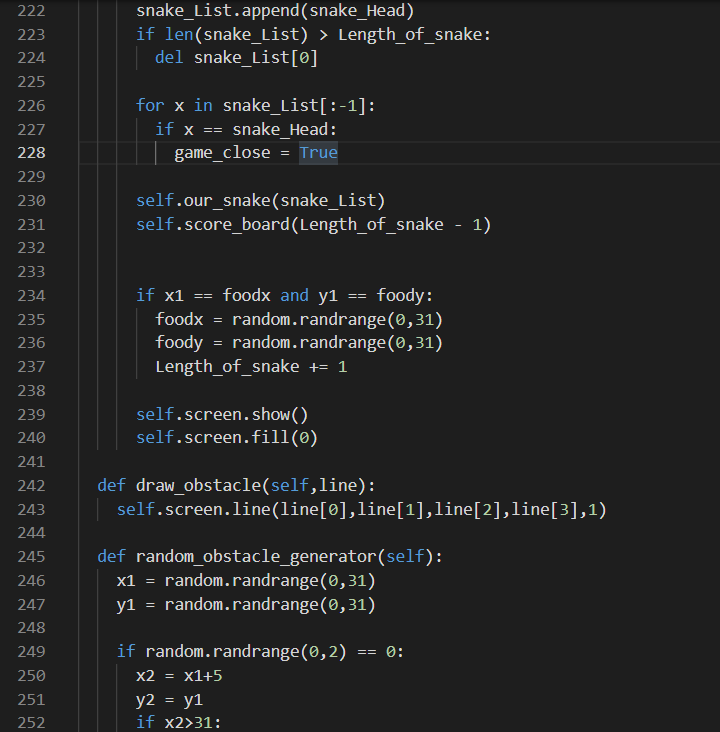 222 snake_List.append(snake_Head)
223 if len(snake_List) > Length_of_snake:
224 del snake_List[0]
225
226 for x in snake_List[:-1]:
227 if x == snake_Head:
228 game_close = True
229
230 self.our_snake(snake_List)
231 self.score_board(Length_of_snake - 1)
232
233
234 if x1 == foodx and y1 == foody:
235 foodx = random.randrange(0,31)
236 foody = random.randrange(0,31)
237 Length_of_snake += 1
238
239 self.screen.show()
240 self.screen.fill(0)
241
242 def draw_obstacle(self,line):
243 self.screen.line(line[0],line[1],line[2],line[3],1)
244
245 def random_obstacle_generator(self):
246 x1 = random.randrange(0,31)
247 y1 = random.randrange(0,31)
248
249 if random.randrange(0,2) == 0:
250 x2 = x1+5
251 y2 = y1
252 if x2>31: